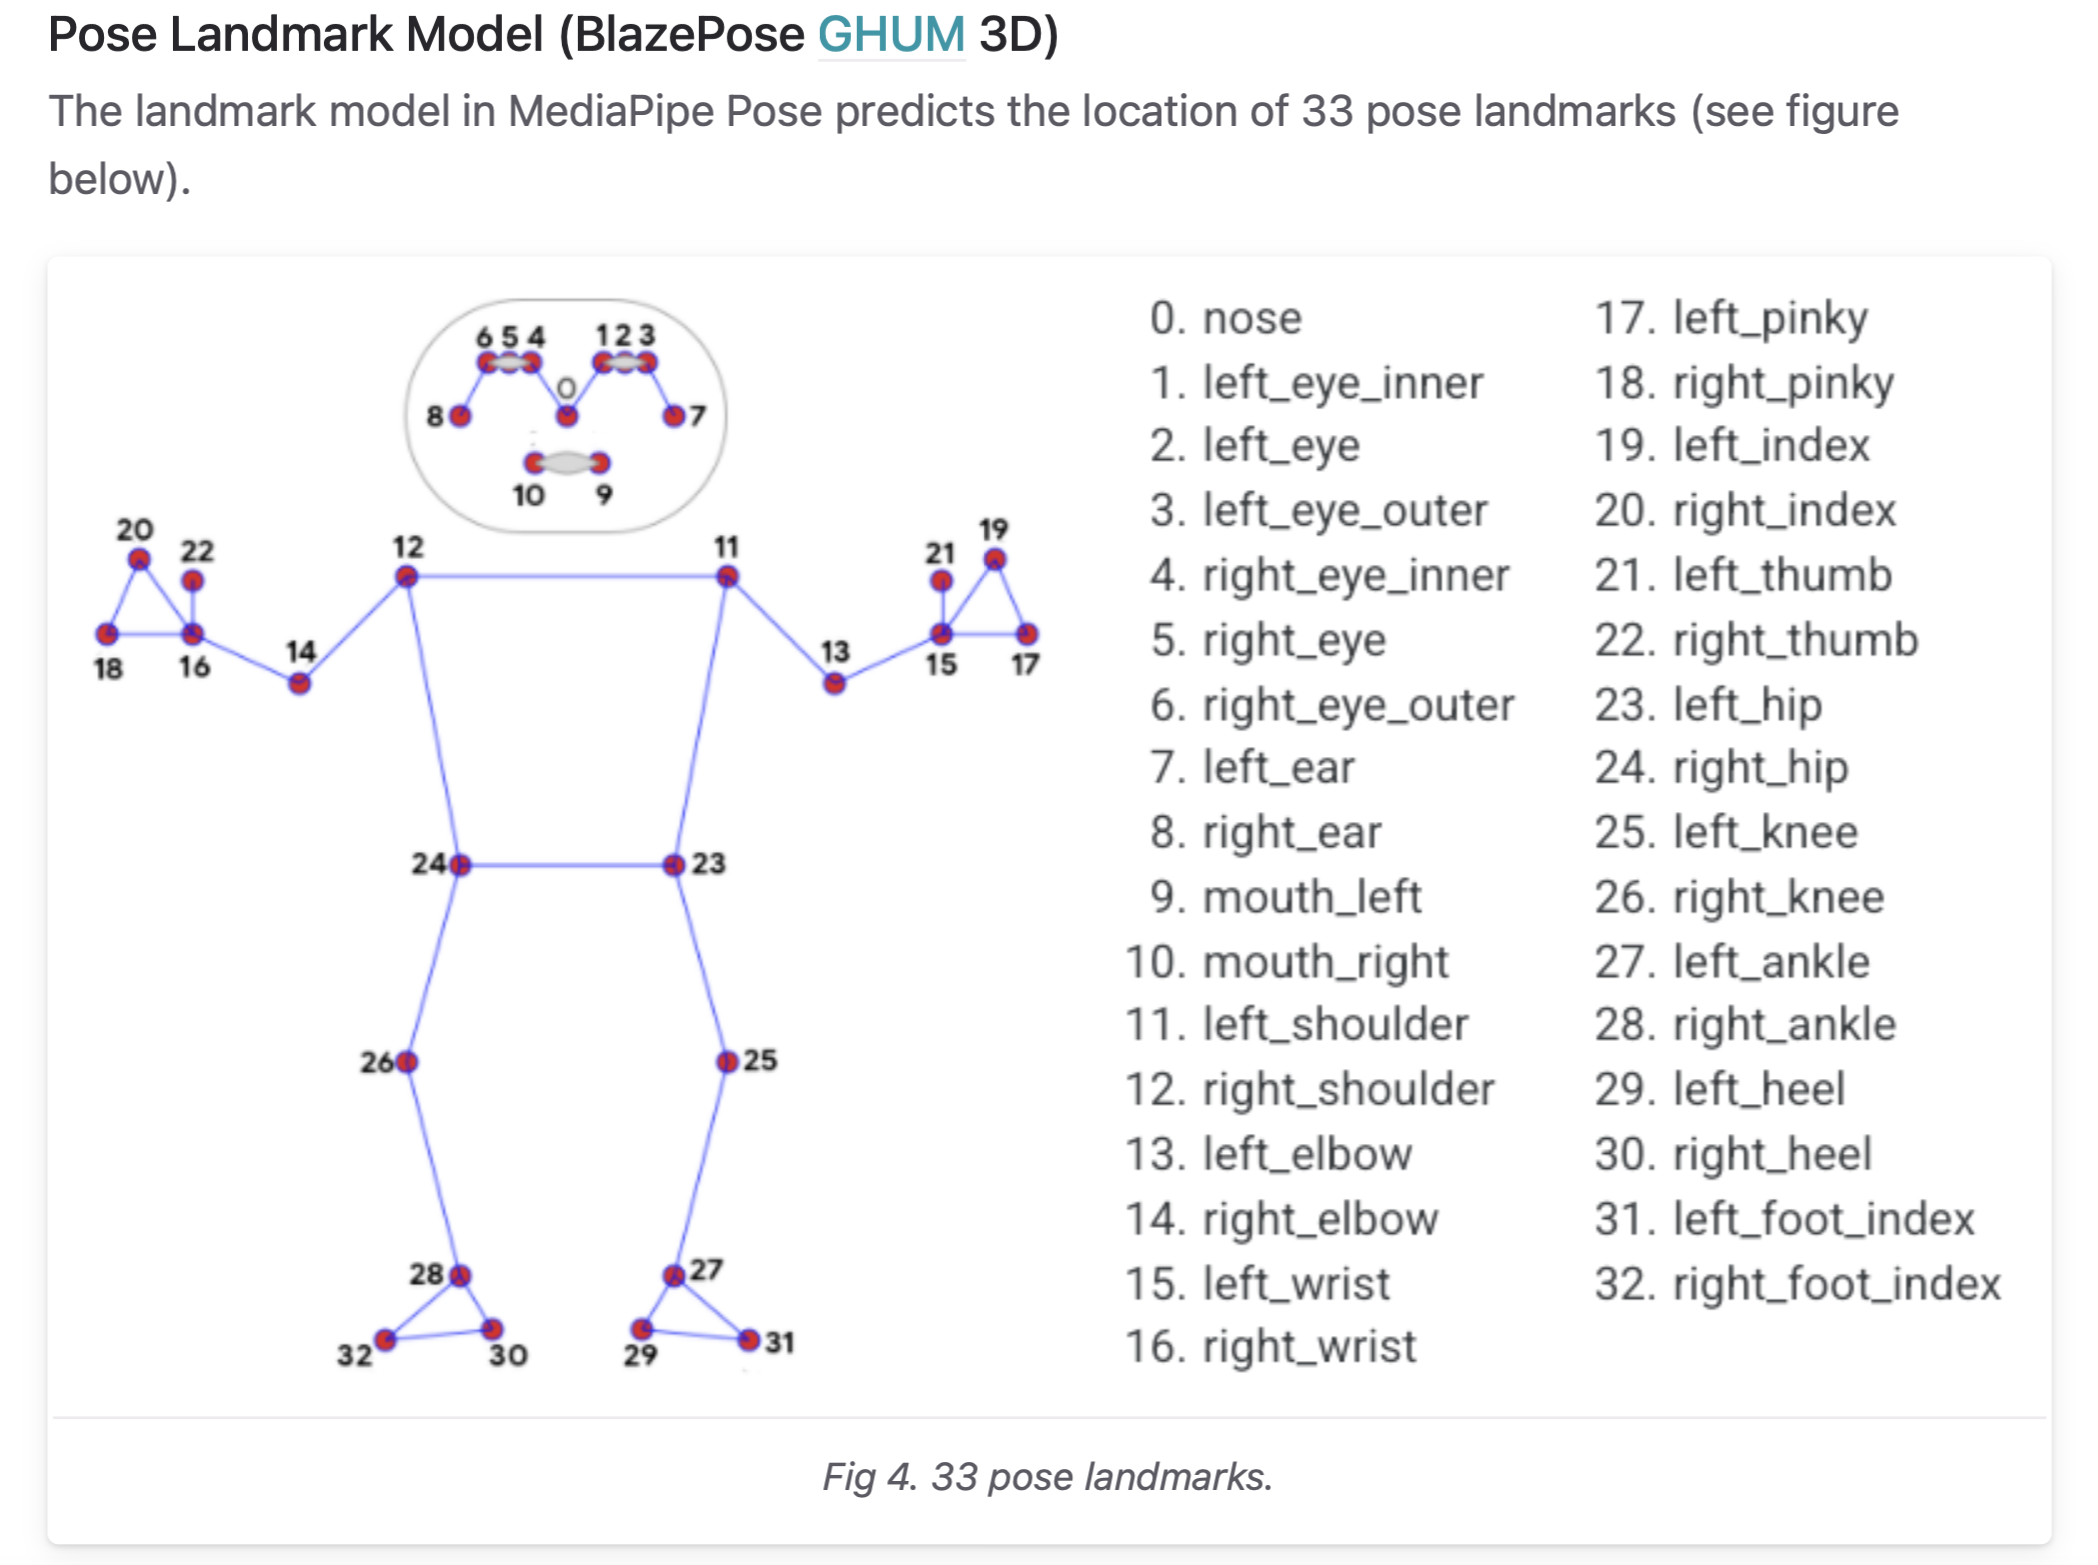 Pose Landmark Model (BlazePose GHUM 3D)
The landmark model in MediaPipe Pose predicts the location of 33 pose landmarks (see figure
below).
6 5 4
1 2 3
0
8
7
10
9
20
22
12
11
21
19
18
16
14
13
15
17
24
23
26
25
28
27
32
30
29
31
0. nose
1. left_eye_inner
2. left_eye
3. left_eye_outer
4. right_eye_inner
5. right_eye
6. right_eye_outer
7. left_ear
8. right_ear
9. mouth_left
10. mouth_right
11. left_shoulder
12. right_shoulder
13. left_elbow
14. right_elbow
15. left_wrist
16. right_wrist
17. left_pinky
18. right_pinky
19. left_index
20. right_index
21. left_thumb
22. right_thumb
23. left_hip
24. right_hip
25. left_knee
26. right_knee
27. left_ankle
28. right_ankle
29. left_heel
30. right_heel
31. left_foot_index
32. right_foot_index
Fig 4. 33 pose landmarks.